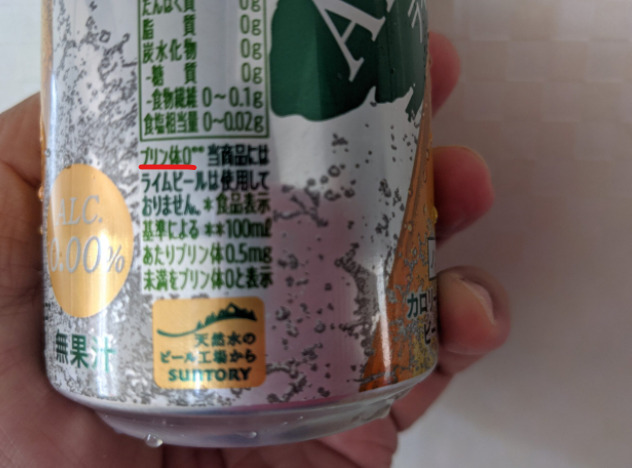 たんぱく質 0g
脂質 0g
炭水化物 0g
-糖質 0g
-食物繊維 0～0.1g
食塩相当量 0～0.02g
プリン体0** 当商品には
ライムピールは使用して
おりません。*食品表示
基準による **100ml
あたりプリン体0.5mg
未満をプリン体0と表示
ALC.
0.00%
無果汁
天然水の
ビール工場から
SUNTORY
カロリー